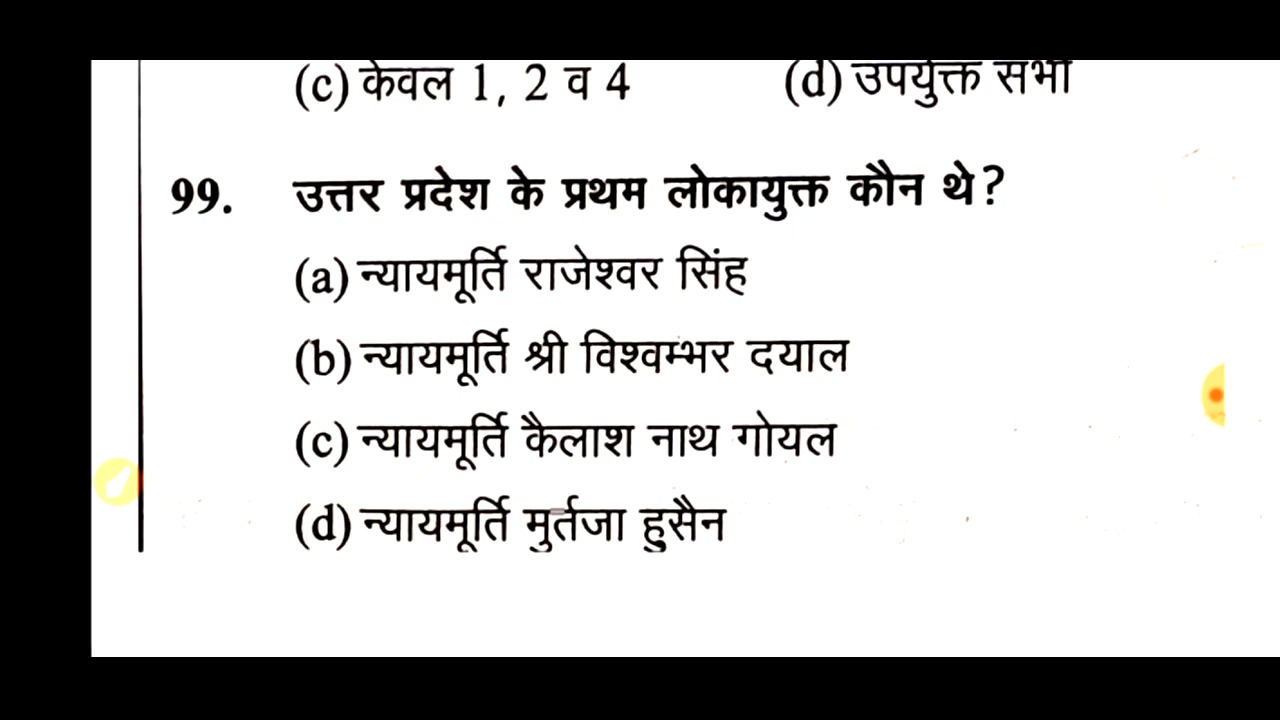 (c) केवल 1, 2 व 4 (d) उपर्युक्त सभी
99. उत्तर प्रदेश के प्रथम लोकायुक्त कौन थे?
(a) न्यायमूर्ति राजेश्वर सिंह
(b) न्यायमूर्ति श्री विश्वम्भर दयाल
(c) न्यायमूर्ति कैलाश नाथ गोयल
(d) न्यायमूर्ति मुर्तजा हुसैन